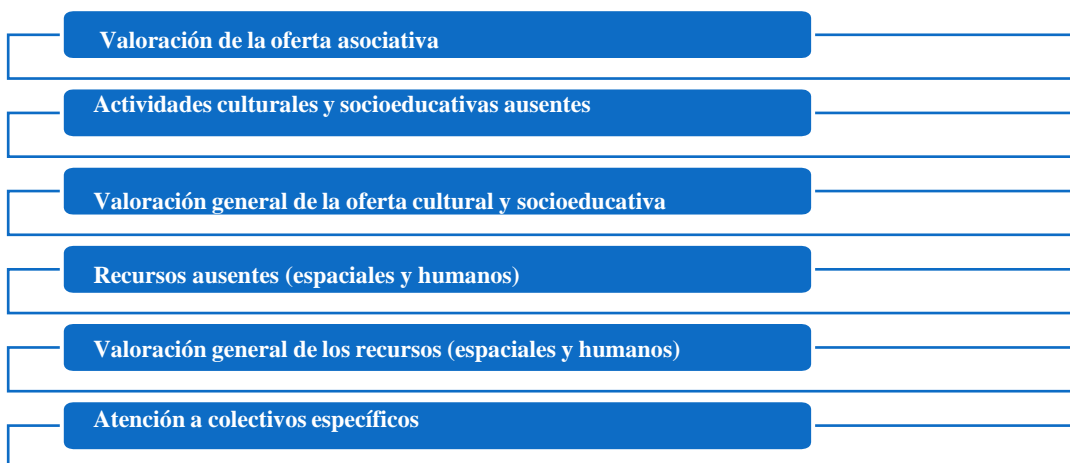 Valoración de la oferta asociativa
Actividades culturales y socioeducativas ausentes
Valoración general de la oferta cultural y socioeducativa
Recursos ausentes (espaciales y humanos)
Valoración general de los recursos (espaciales y humanos)
Atención a colectivos específicos